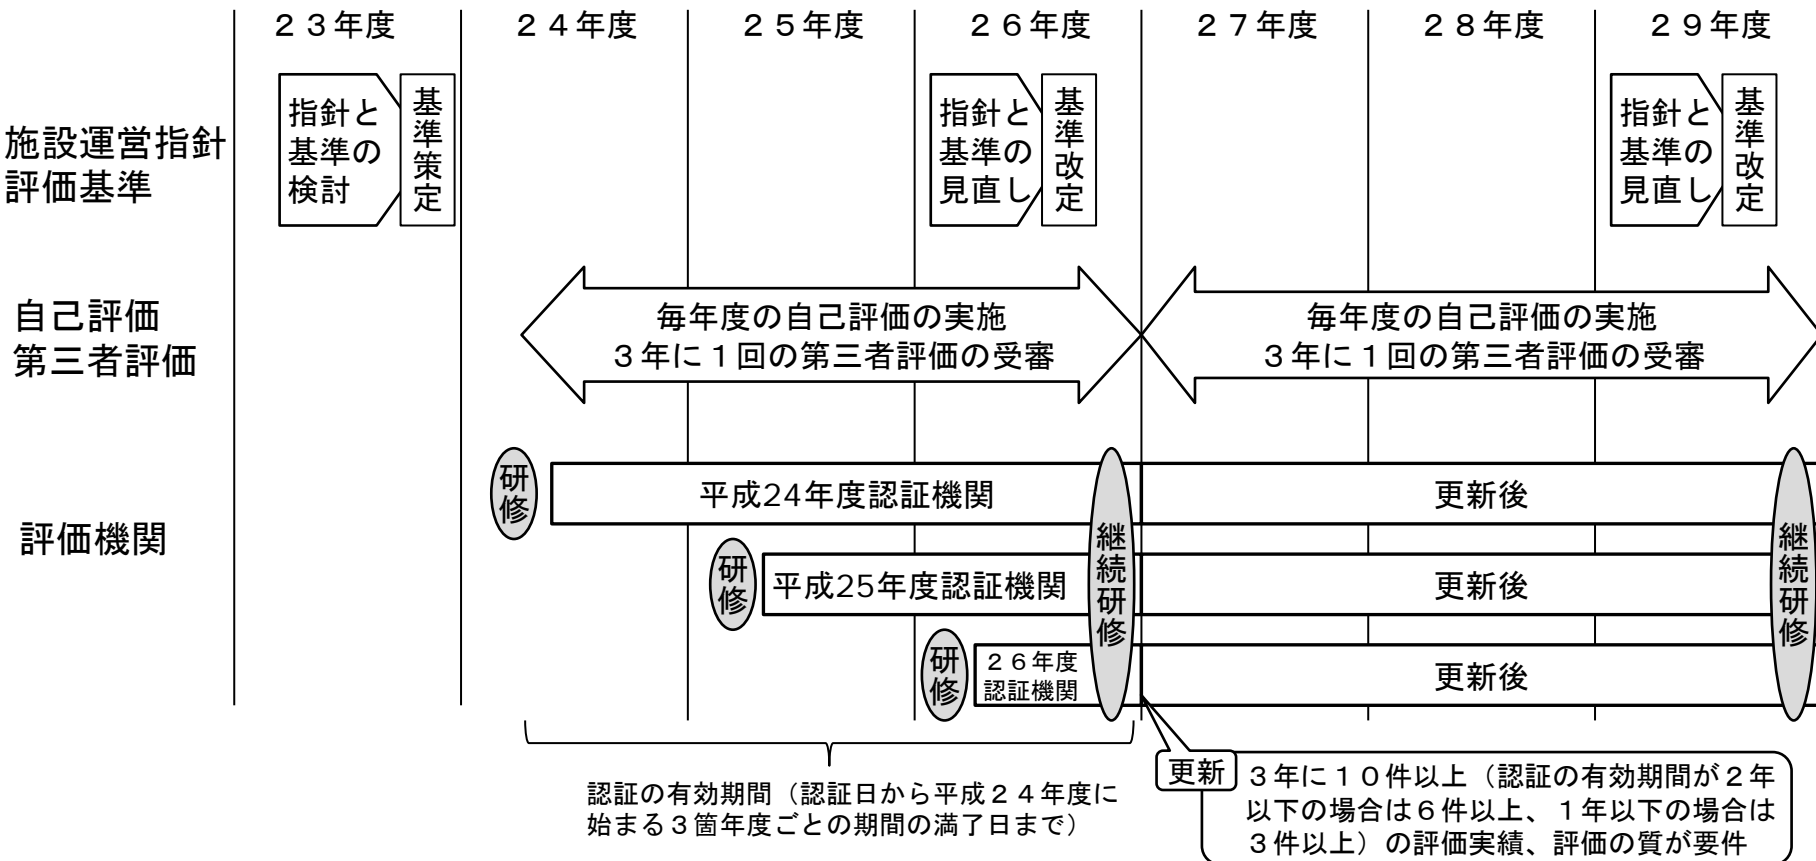 ２３年度
２４年度
２５年度
２６年度
２７年度
２８年度
２９年度
施設運営指針
評価基準
指針と
基準の
検討
基準策定
指針と
基準の
見直し
基準改定
指針と
基準の
見直し
基準改定
自己評価
第三者評価
毎年度の自己評価の実施
３年に１回の第三者評価の受審
毎年度の自己評価の実施
３年に１回の第三者評価の受審
評価機関
研修
平成24年度認証機関
更新後
研修
平成25年度認証機関
更新後
研修
２６年度
認証機関
更新後
継続研修
継続研修
認証の有効期間（認証日から平成２４年度に
始まる３箇年度ごとの期間の満了日まで）
更新
３年に１０件以上（認証の有効期間が２年
以下の場合は６件以上、１年以下の場合は
３件以上）の評価実績、評価の質が要件